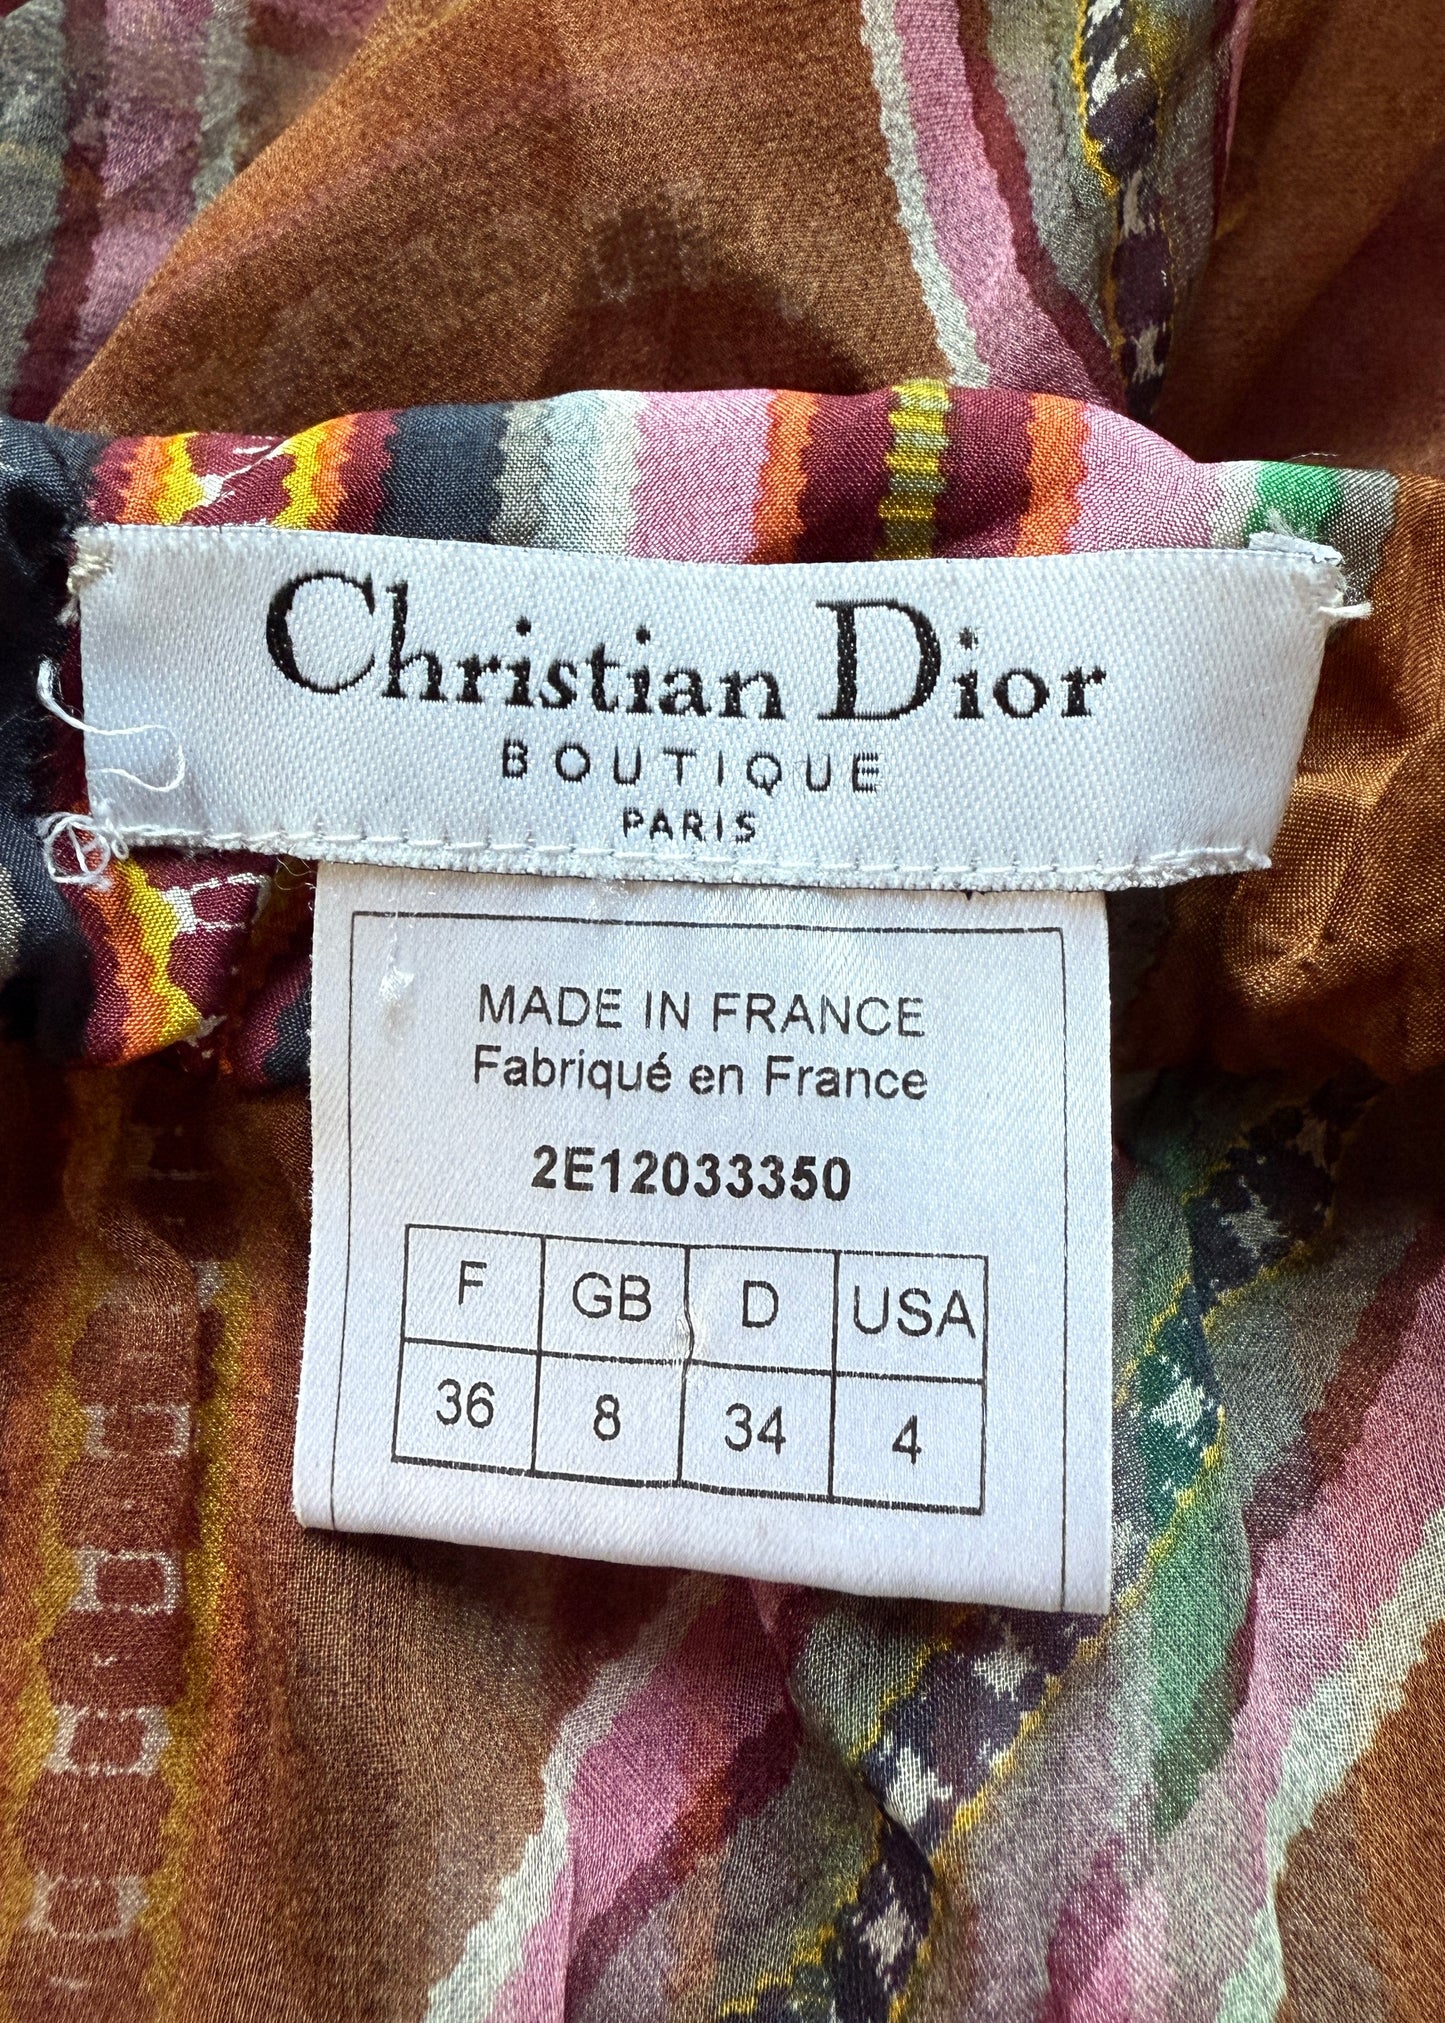 Christian Dior
BOUTIQUE
PARIS
MADE IN FRANCE
Fabriqué en France
2E12033350
F GB D USA
36 8 34 4